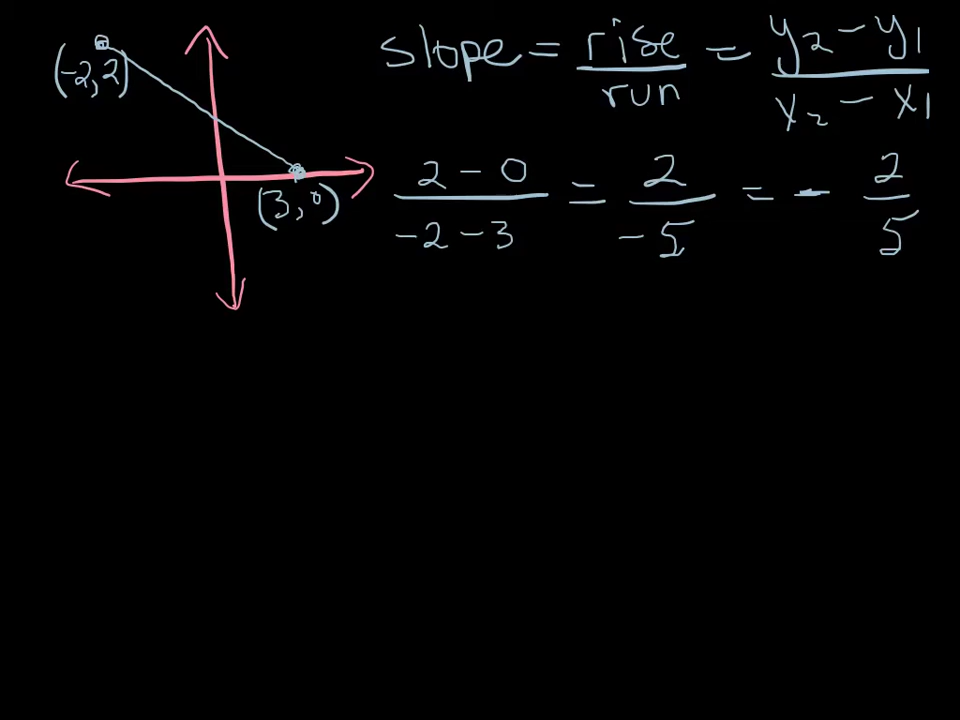 (-2,2)
slope = rise/run = y₂ - y₁ / x₂ - x₁
(3,0)
2 - 0 / -2 - 3 = 2 / -5 = - 2/5